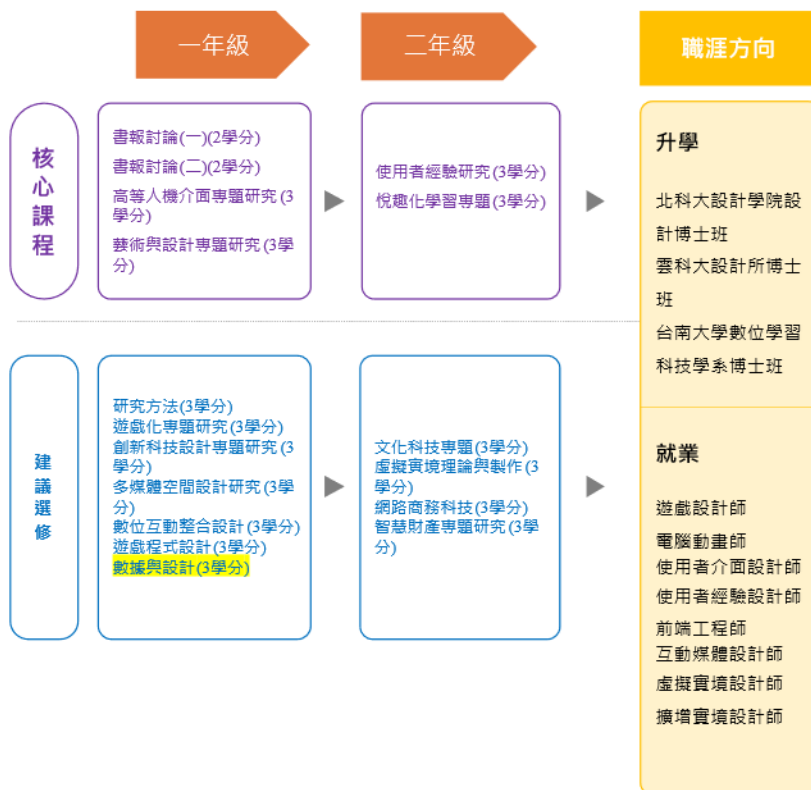 一年級
二年級
職涯方向
核
心
課
程
書報討論(一)(2學分)
書報討論(二)(2學分)
高等人機介面專題研究(3
學分)
藝術與設計專題研究(3學
分)
使用者經驗研究(3學分)
悅趣化學習專題(3學分)
升學
北科大設計學院設
計博士班
雲科大設計所博士
班
台南大學數位學習
科技學系博士班
建
議
選
修
研究方法(3學分)
遊戲化專題研究(3學分)
創新科技設計專題研究(3
學分)
多媒體空間設計研究(3學
分)
數位互動整合設計(3學分)
遊戲程式設計(3學分)
數據與設計(3學分)
文化科技專題(3學分)
虛擬實境理論與製作(3
學分)
網路商務科技(3學分)
智慧財產專題研究(3學
分)
就業
遊戲設計師
電腦動畫師
使用者介面設計師
使用者經驗設計師
前端工程師
互動媒體設計師
虛擬實境設計師
擴增實境設計師